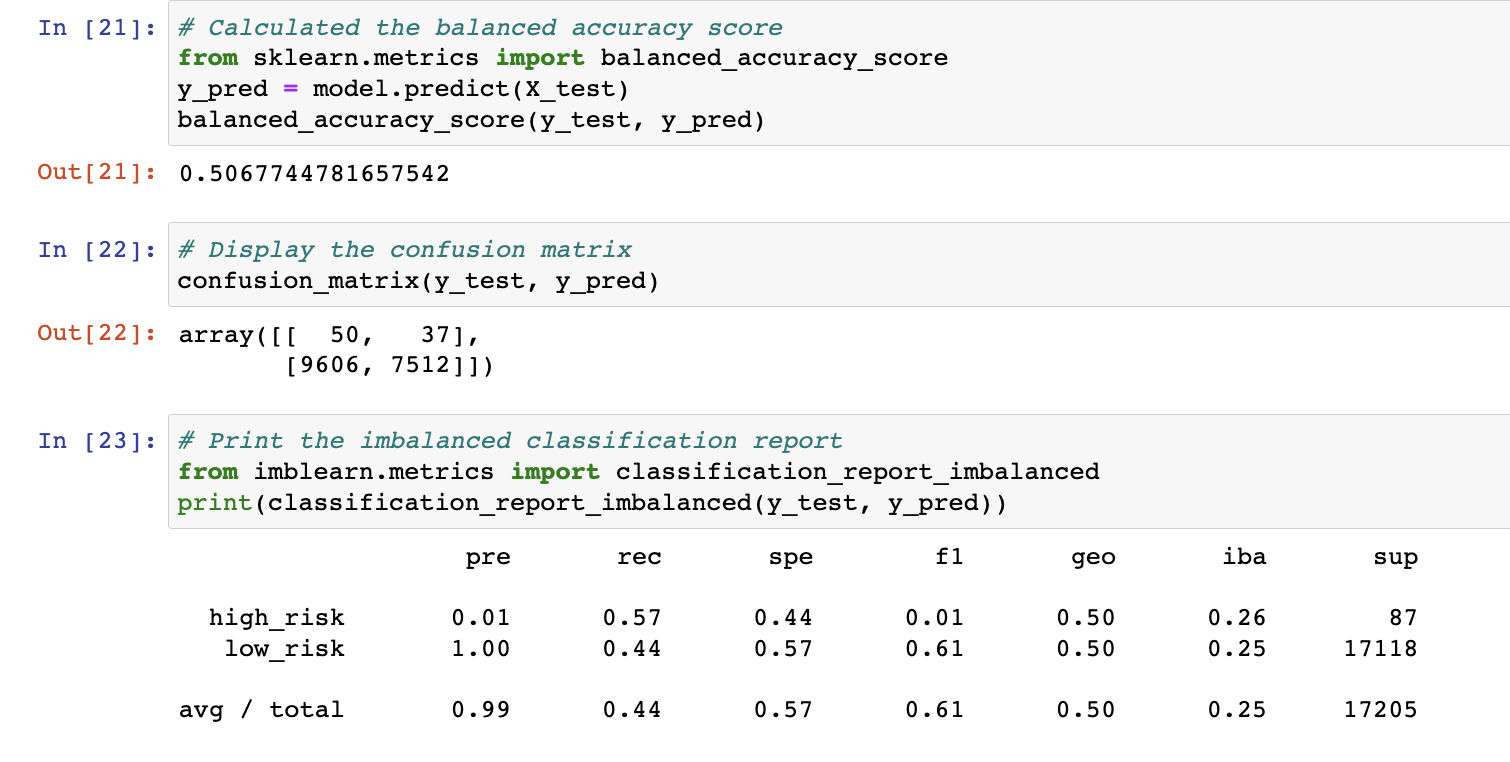 In [21]: # Calculated the balanced accuracy score
from sklearn.metrics import balanced_accuracy_score
y_pred = model.predict(X_test)
balanced_accuracy_score(y_test, y_pred)
Out[21]: 0.5067744781657542
In [22]: # Display the confusion matrix
confusion_matrix(y_test, y_pred)
Out[22]: array([[  50,   37],
       [9606, 7512]])
In [23]: # Print the imbalanced classification report
from imblearn.metrics import classification_report_imbalanced
print(classification_report_imbalanced(y_test, y_pred))
pre rec spe f1 geo iba sup
high_risk 0.01 0.57 0.44 0.01 0.50 0.26 87
low_risk 1.00 0.44 0.57 0.61 0.50 0.25 17118
avg / total 0.99 0.44 0.57 0.61 0.50 0.25 17205